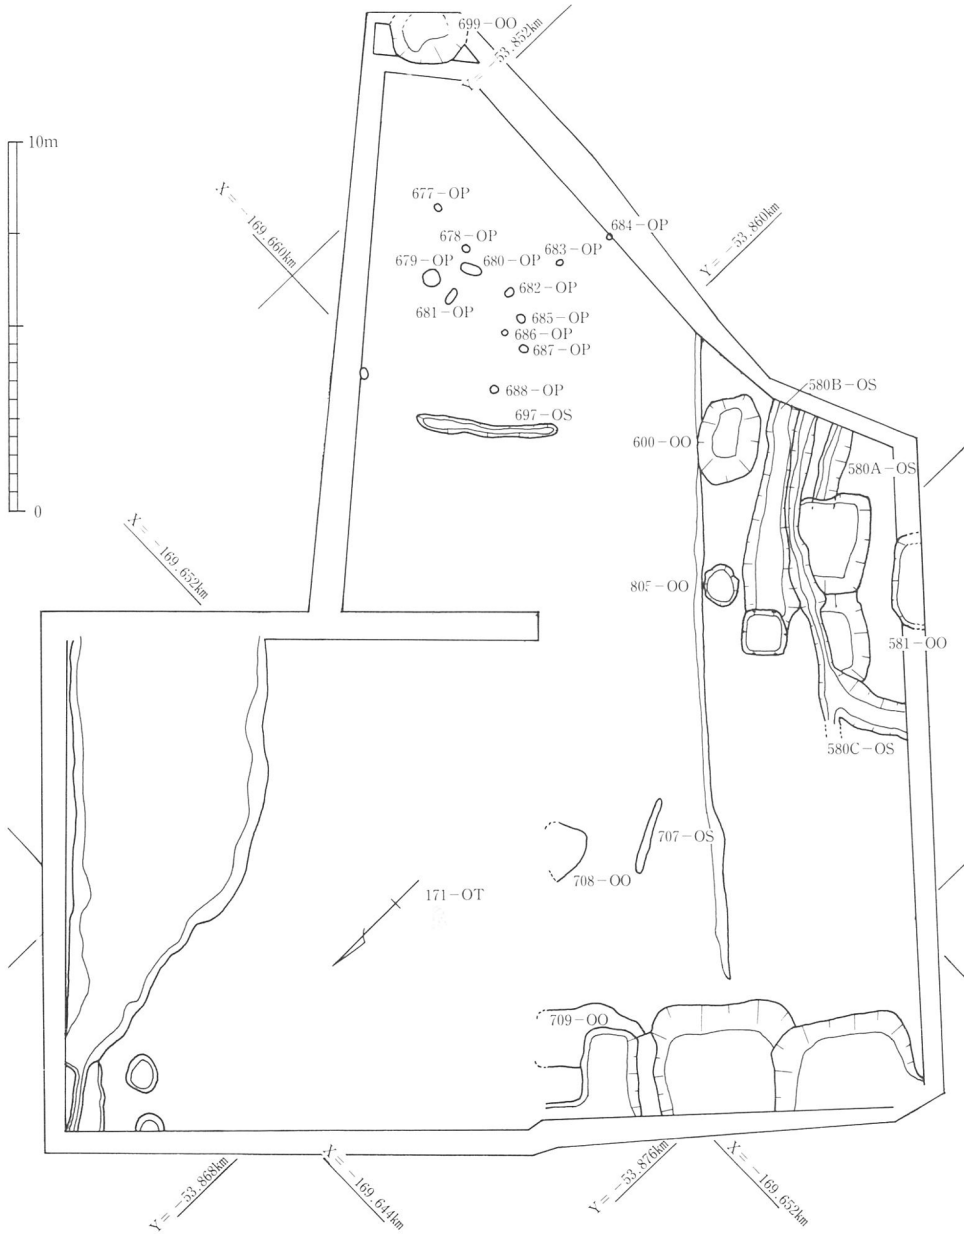 699-OO
Y = -53.852km
10m
X = -169.660km
677-OP
684-OP
678-OP
683-OP
679-OP
680-OP
Y = -53.860km
682-OP
681-OP
685-OP
686-OP
687-OP
580B-OS
688-OP
697-OS
600-OO
580A-OS
0
X = -169.652km
805-OO
581-OO
580C-OS
707-OS
708-OO
171-OT
709-OO
Y = -53.868km
X = -169.644km
Y = -53.876km
X = -169.652km